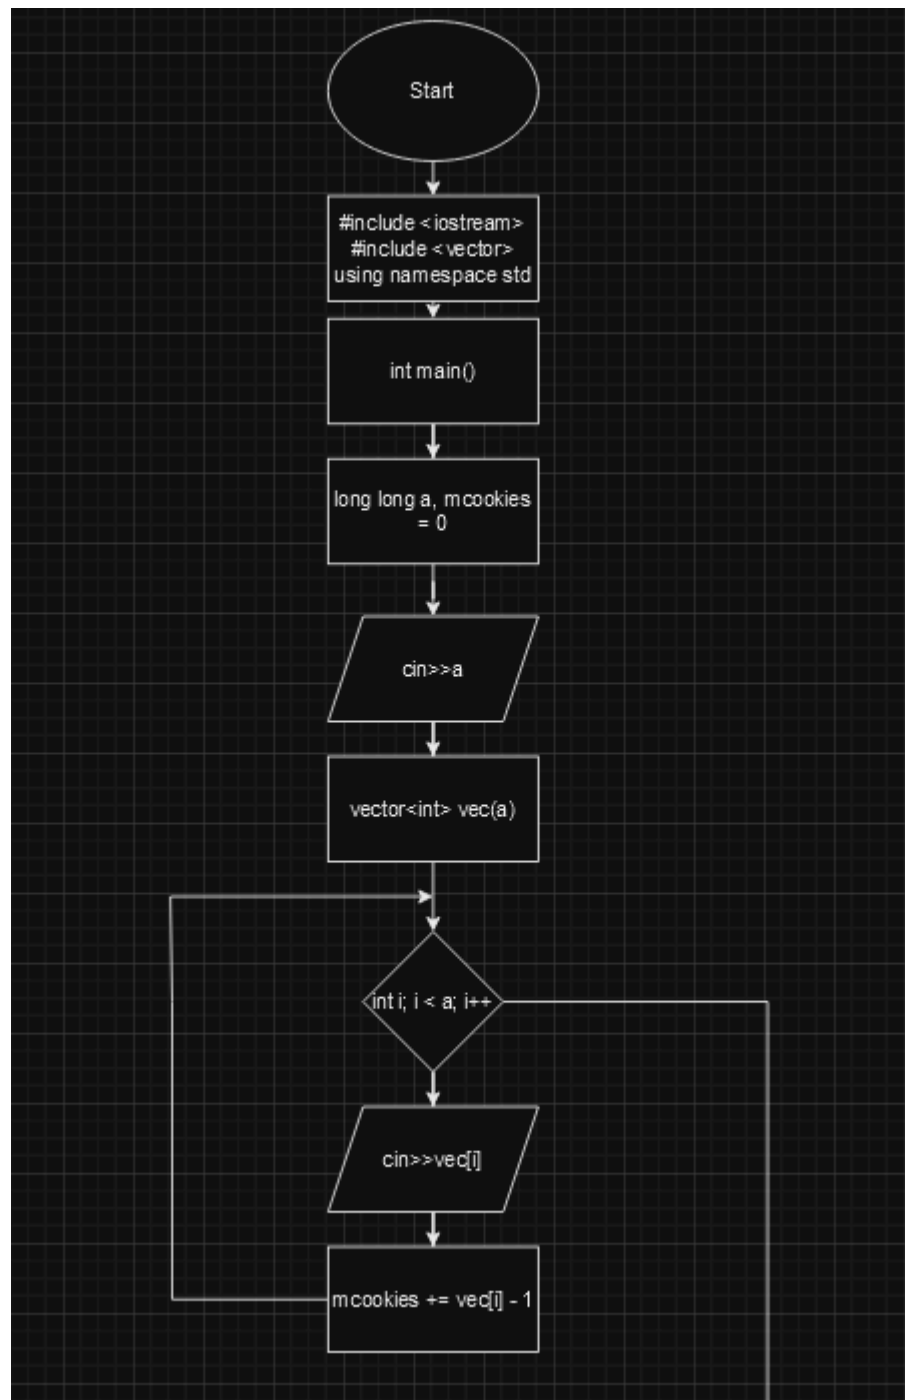 Start
#include <iostream>
#include <vector>
using namespace std
int main()
long long a, mcookies
= 0
cin>>a
vector<int> vec(a)
int i; i < a; i++
cin>>vec[i]
mcookies += vec[i] - 1